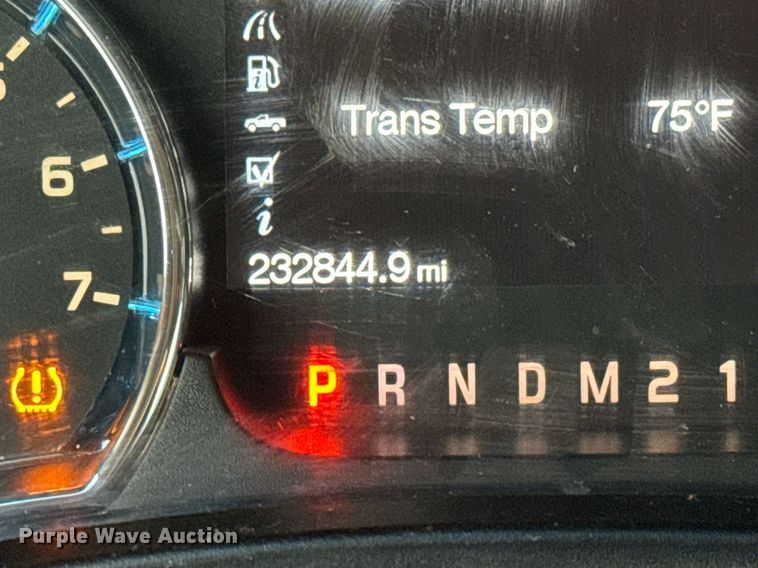 Trans Temp 75°F
6
232844.9 mi
7
P R N D M 2 1
Purple Wave Auction